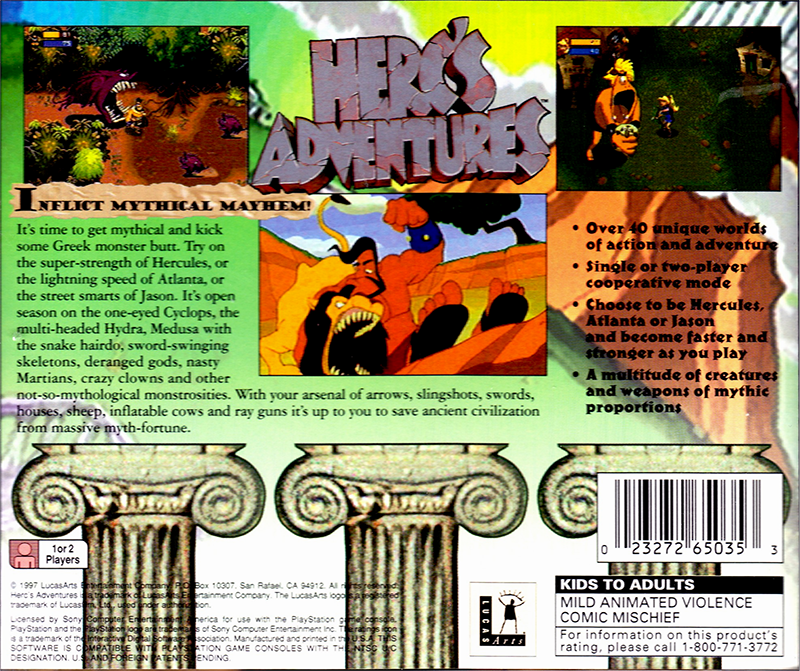 HERC'S
ADVENTURES™
INFLICT MYTHICAL MAYHEM!
It's time to get mythical and kick
some Greek monster butt. Try on
the super-strength of Hercules, or
the lightning speed of Atlanta, or
the street smarts of Jason. It's open
season on the one-eyed Cyclops, the
multi-headed Hydra, Medusa with
the snake hairdo, sword-swinging
skeletons, deranged gods, nasty
Martians, crazy clowns and other
not-so-mythological monstrosities. With your arsenal of arrows, slingshots, swords,
houses, sheep, inflatable cows and ray guns it's up to you to save ancient civilization
from massive myth-fortune.
• Over 40 unique worlds
of action and adventure
• Single or two-player
cooperative mode
• Choose to be Hercules,
Atlanta or Jason
and become faster and
stronger as you play
• A multitude of creatures
and weapons of mythic
proportions
1 or 2
Players
0 23272 65035 3
© 1997 LucasArts Entertainment Company. P.O. Box 10307, San Rafael, CA 94912. All rights reserved.
Herc's Adventures is a trademark of LucasArts Entertainment Company. The LucasArts logo is a registered
trademark of Lucasfilm, Ltd., used under authorization.
Licensed by Sony Computer Entertainment America for use with the PlayStation game console.
PlayStation and the PlayStation logo are trademarks of Sony Computer Entertainment Inc. The ratings icon
is a trademark of the Interactive Digital Software Association. Manufactured and printed in the U.S.A. THIS
SOFTWARE IS COMPATIBLE WITH PLAYSTATION GAME CONSOLES WITH THE NTSC U/C
DESIGNATION. U.S. AND FOREIGN PATENTS PENDING.
LUCAS
Arts
KIDS TO ADULTS
MILD ANIMATED VIOLENCE
COMIC MISCHIEF
For information on this product's
rating, please call 1-800-771-3772